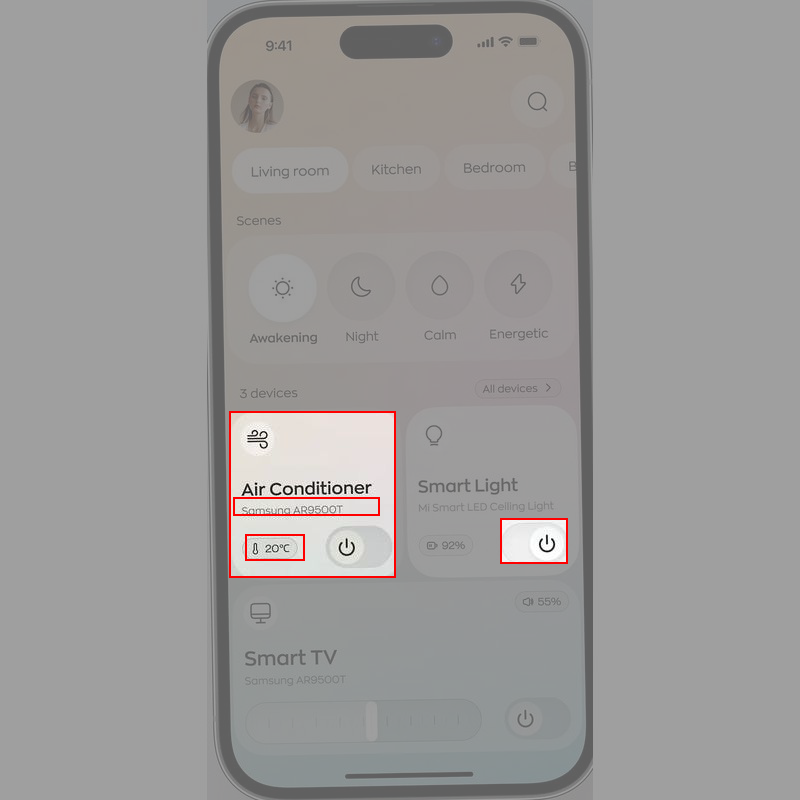 9:41
Living room
Kitchen
Bedroom
B
Scenes
Awakening
Night
Calm
Energetic
3 devices
All devices
Air Conditioner
Samsung AR9500T
20°C
Smart Light
Mi Smart LED Ceiling Light
92%
55%
Smart TV
Samsung AR9500T